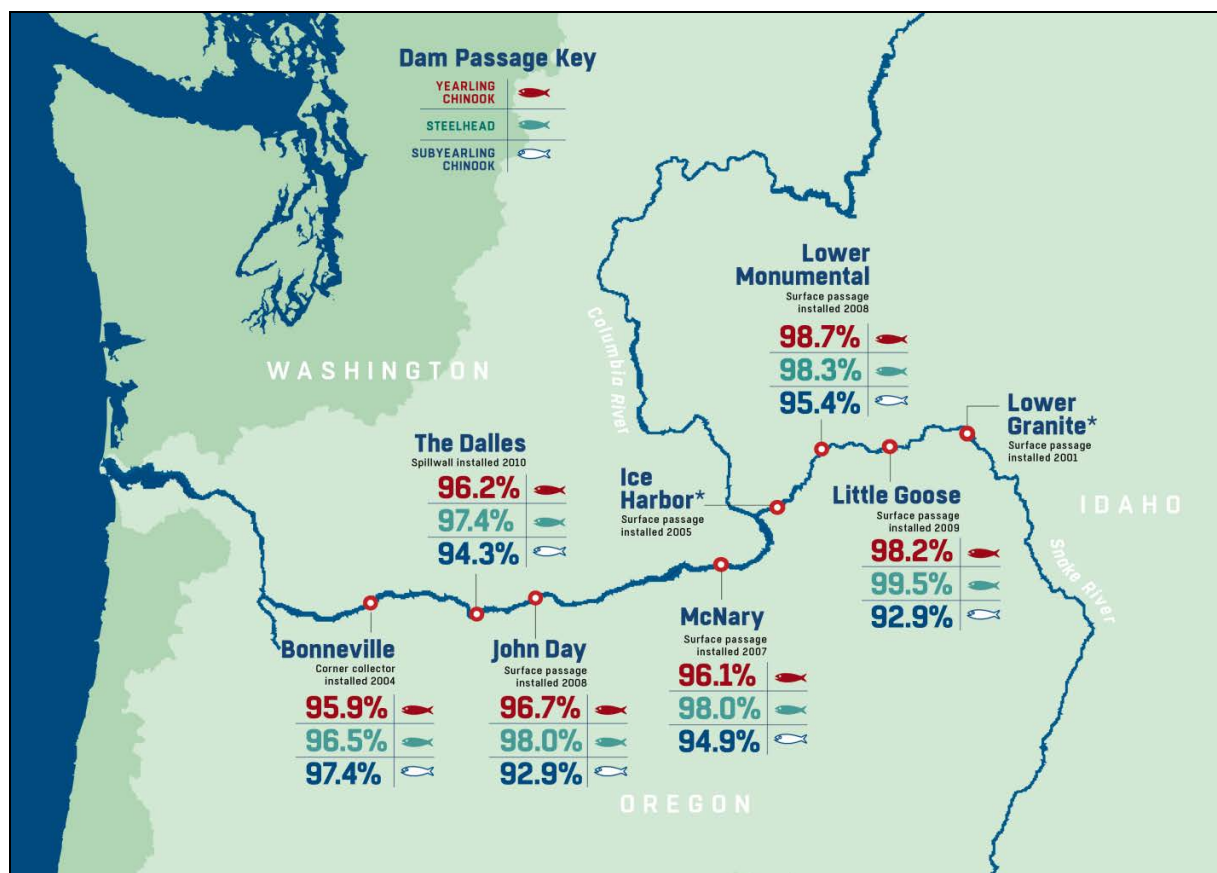 Dam Passage Key
YEARLING
CHINOOK
STEELHEAD
SUBYEARLING
CHINOOK
WASHINGTON
Columbia River
Lower
Monumental
Surface passage
installed 2008
98.7%
98.3%
95.4%
Lower
Granite*
Surface passage
installed 2001
The Dalles
Spillwall installed 2010
96.2%
97.4%
94.3%
Ice
Harbor*
Surface passage
installed 2005
Little Goose
Surface passage
installed 2009
98.2%
99.5%
92.9%
IDAHO
Snake River
Bonneville
Corner collector
installed 2004
95.9%
96.5%
97.4%
John Day
Surface passage
installed 2008
96.7%
98.0%
92.9%
McNary
Surface passage
installed 2007
96.1%
98.0%
94.9%
OREGON